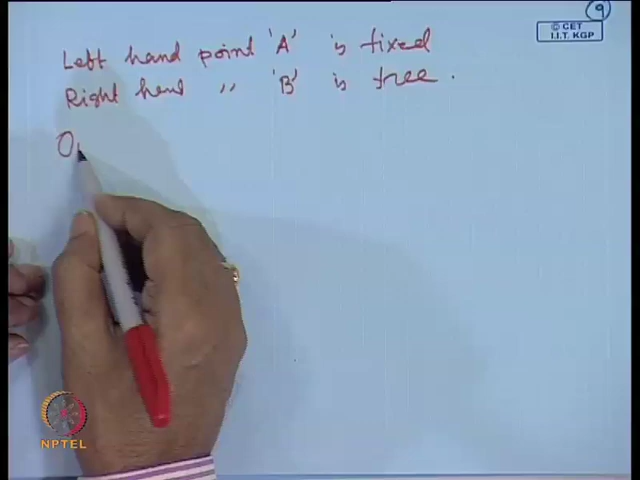 9
© CET
I.I.T. KGP
Left hand point 'A' is fixed
Right hand " 'B' is free.
O
NPTEL